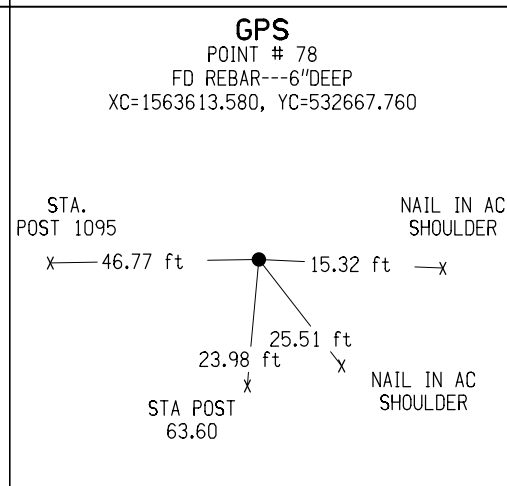 GPS
POINT # 78
FD REBAR---6"DEEP
XC=1563613.580, YC=532667.760
STA.
POST 1095
NAIL IN AC
SHOULDER
46.77 ft
15.32 ft
25.51 ft
23.98 ft
NAIL IN AC
SHOULDER
STA POST
63.60